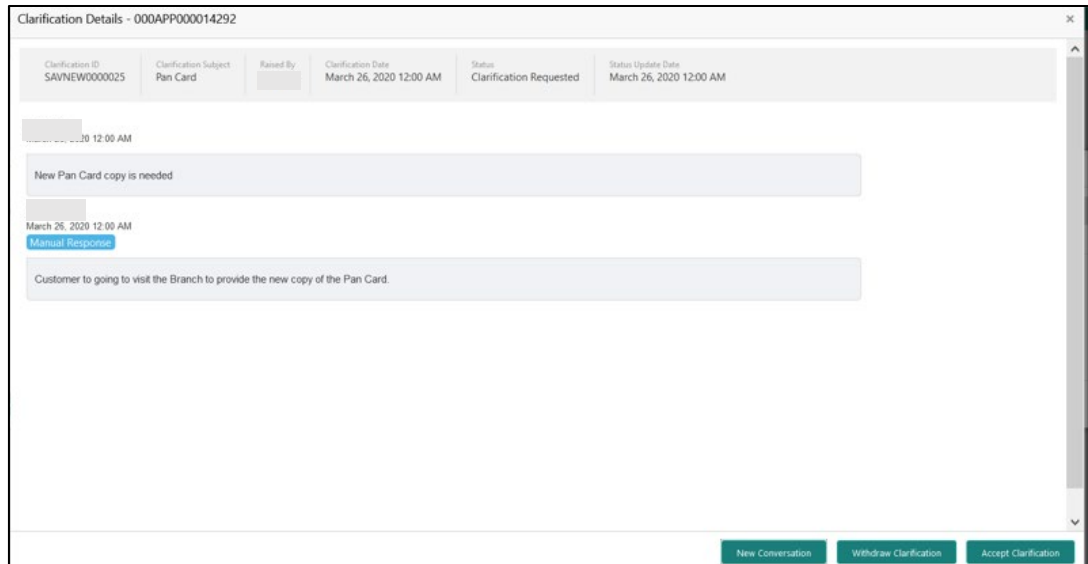 Clarification Details - 000APP000014292
Clarification ID Clarification Subject Raised By Clarification Date Status Status Update Date
SAVNEW0000025 Pan Card March 26, 2020 12:00 AM Clarification Requested March 26, 2020 12:00 AM
12:00 AM
New Pan Card copy is needed
March 26, 2020 12:00 AM
Manual Response
Customer to going to visit the Branch to provide the new copy of the Pan Card.
New Conversation Withdraw Clarification Accept Clarification